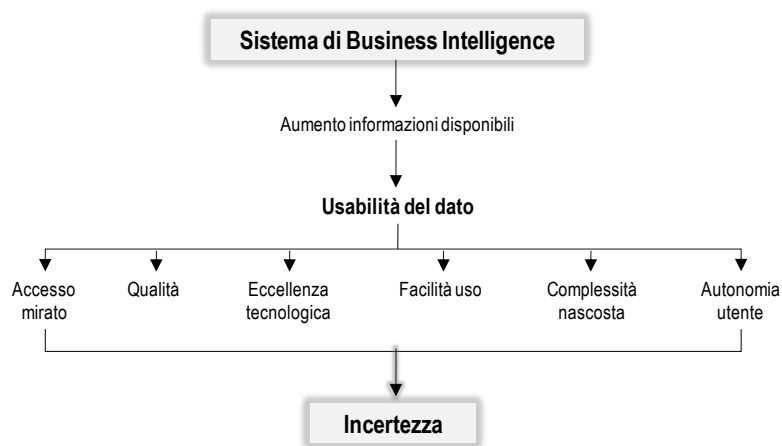 Sistema di Business Intelligence
Aumento informazioni disponibili
Usabilità del dato
Accesso
mirato
Qualità
Eccellenza
tecnologica
Facilità uso
Complessità
nascosta
Autonomia
utente
Incertezza